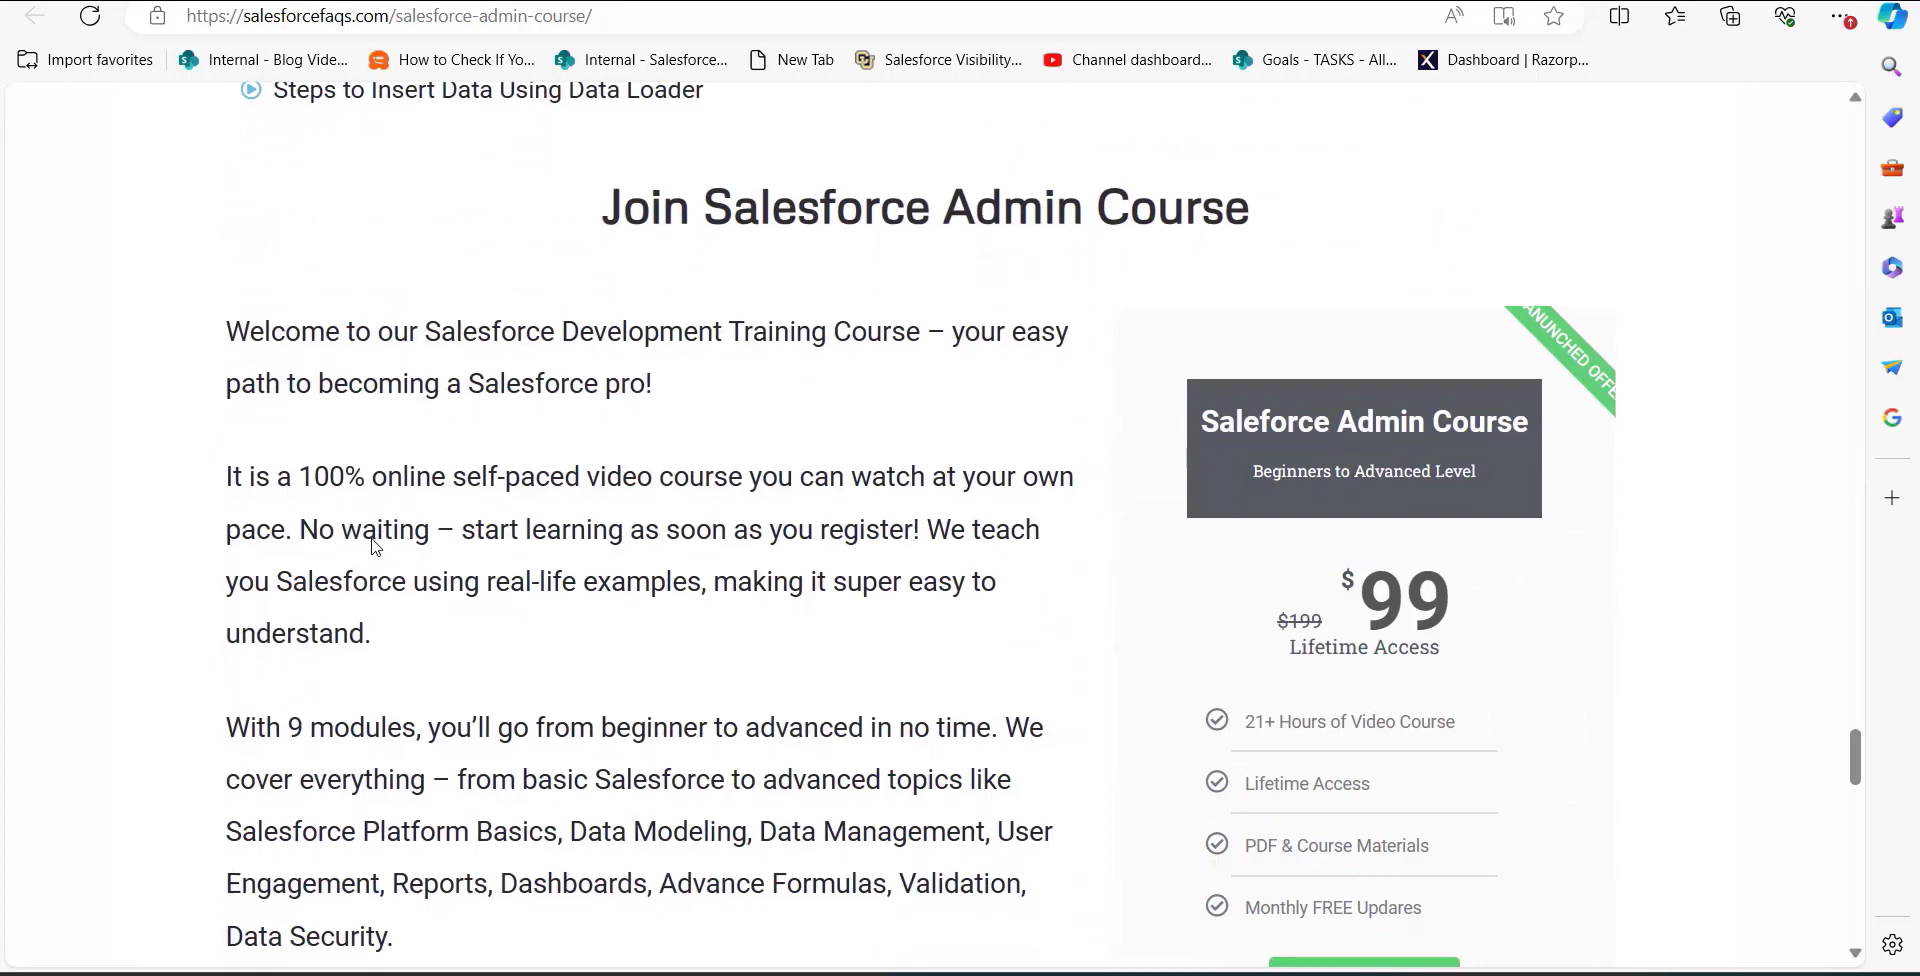 https://salesforcefaqs.com/salesforce-admin-course/
Import favorites
Internal - Blog Vide...
How to Check If Yo...
Internal - Salesforce...
New Tab
Salesforce Visibility...
Channel dashboard...
Goals - TASKS - All...
Dashboard | Razorp...
Steps to Insert Data Using Data Loader
Join Salesforce Admin Course
Welcome to our Salesforce Development Training Course – your easy
path to becoming a Salesforce pro!
It is a 100% online self-paced video course you can watch at your own
pace. No waiting – start learning as soon as you register! We teach
you Salesforce using real-life examples, making it super easy to
understand.
With 9 modules, you’ll go from beginner to advanced in no time. We
cover everything – from basic Salesforce to advanced topics like
Salesforce Platform Basics, Data Modeling, Data Management, User
Engagement, Reports, Dashboards, Advance Formulas, Validation,
Data Security.
ANUNCHED OFFE
Saleforce Admin Course
Beginners to Advanced Level
$199 $99
Lifetime Access
21+ Hours of Video Course
Lifetime Access
PDF & Course Materials
Monthly FREE Updares